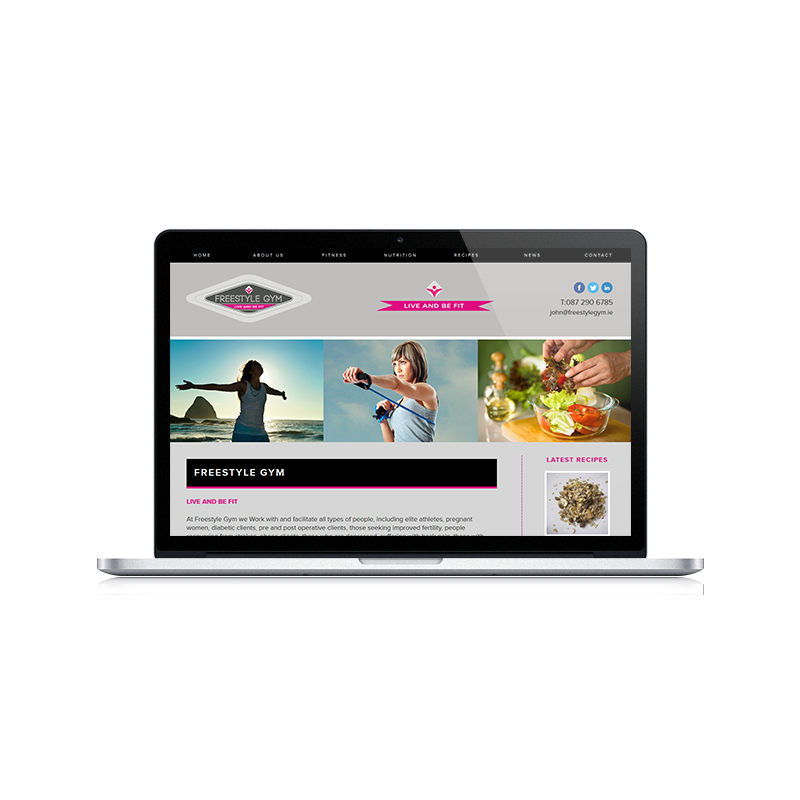 HOME ABOUT US FITNESS NUTRITION RECIPES NEWS CONTACT
FREESTYLE GYM
LIVE AND BE FIT
LIVE AND BE FIT
T:087 290 6785
john@freestylegym.ie
FREESTYLE GYM
LATEST RECIPES
LIVE AND BE FIT
At Freestyle Gym we Work with and facilitate all types of people, including elite athletes, pregnant
women, diabetic clients, pre and post operative clients, those seeking improved fertility, people